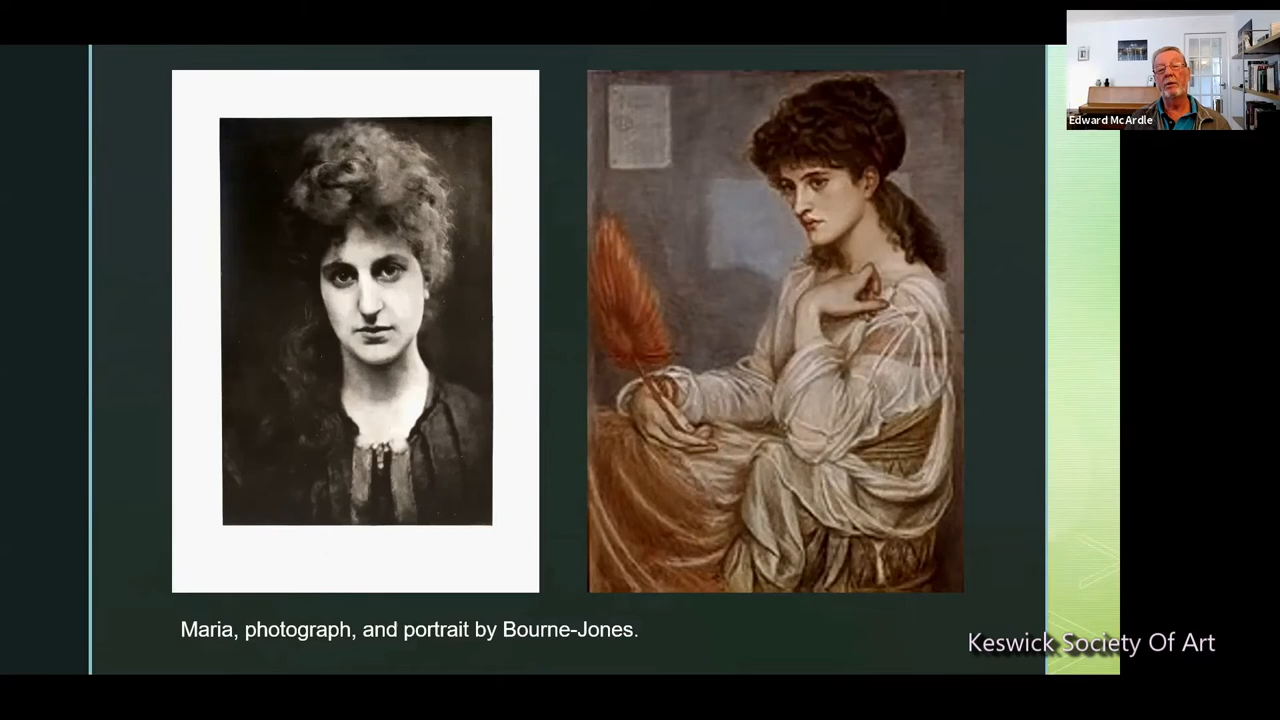 Edward McArdle
Maria, photograph, and portrait by Bourne-Jones.
Keswick Society Of Art